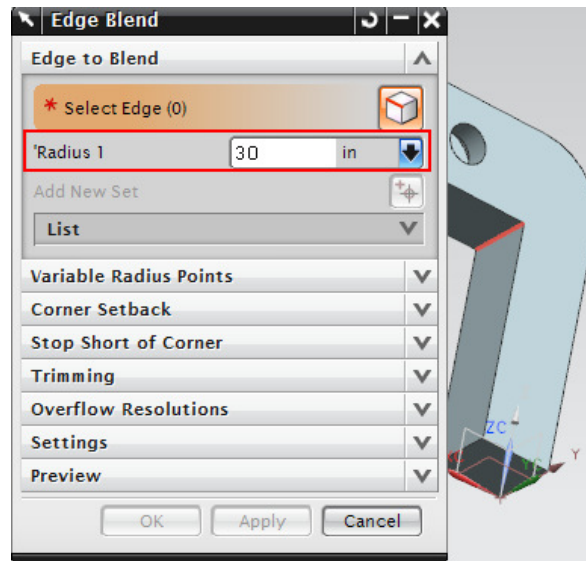 Edge Blend
Edge to Blend
* Select Edge (0)
'Radius 1 30 in
Add New Set
List
Variable Radius Points
Corner Setback
Stop Short of Corner
Trimming
Overflow Resolutions
Settings
Preview
OK Apply Cancel
ZC
YC Y